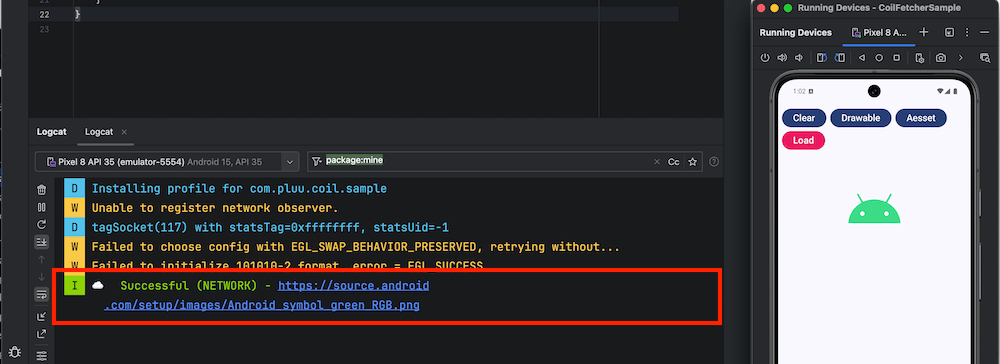 22 }
23
Logcat Logcat ×
Pixel 8 API 35 (emulator-5554) Android 15, API 35
package:mine
Cc
D Installing profile for com.pluu.coil.sample
W Unable to register network observer.
D tagSocket(117) with statsTag=0xffffffff, statsUid=-1
W Failed to choose config with EGL_SWAP_BEHAVIOR_PRESERVED, retrying without...
W Failed to initialize 101010-2 format, error = EGL_SUCCESS
I Successful (NETWORK) - https://source.android
.com/setup/images/Android_symbol_green_RGB.png
Running Devices - CoilFetcherSample
Running Devices Pixel 8 A...
1:02
Clear Drawable Aesset
Load